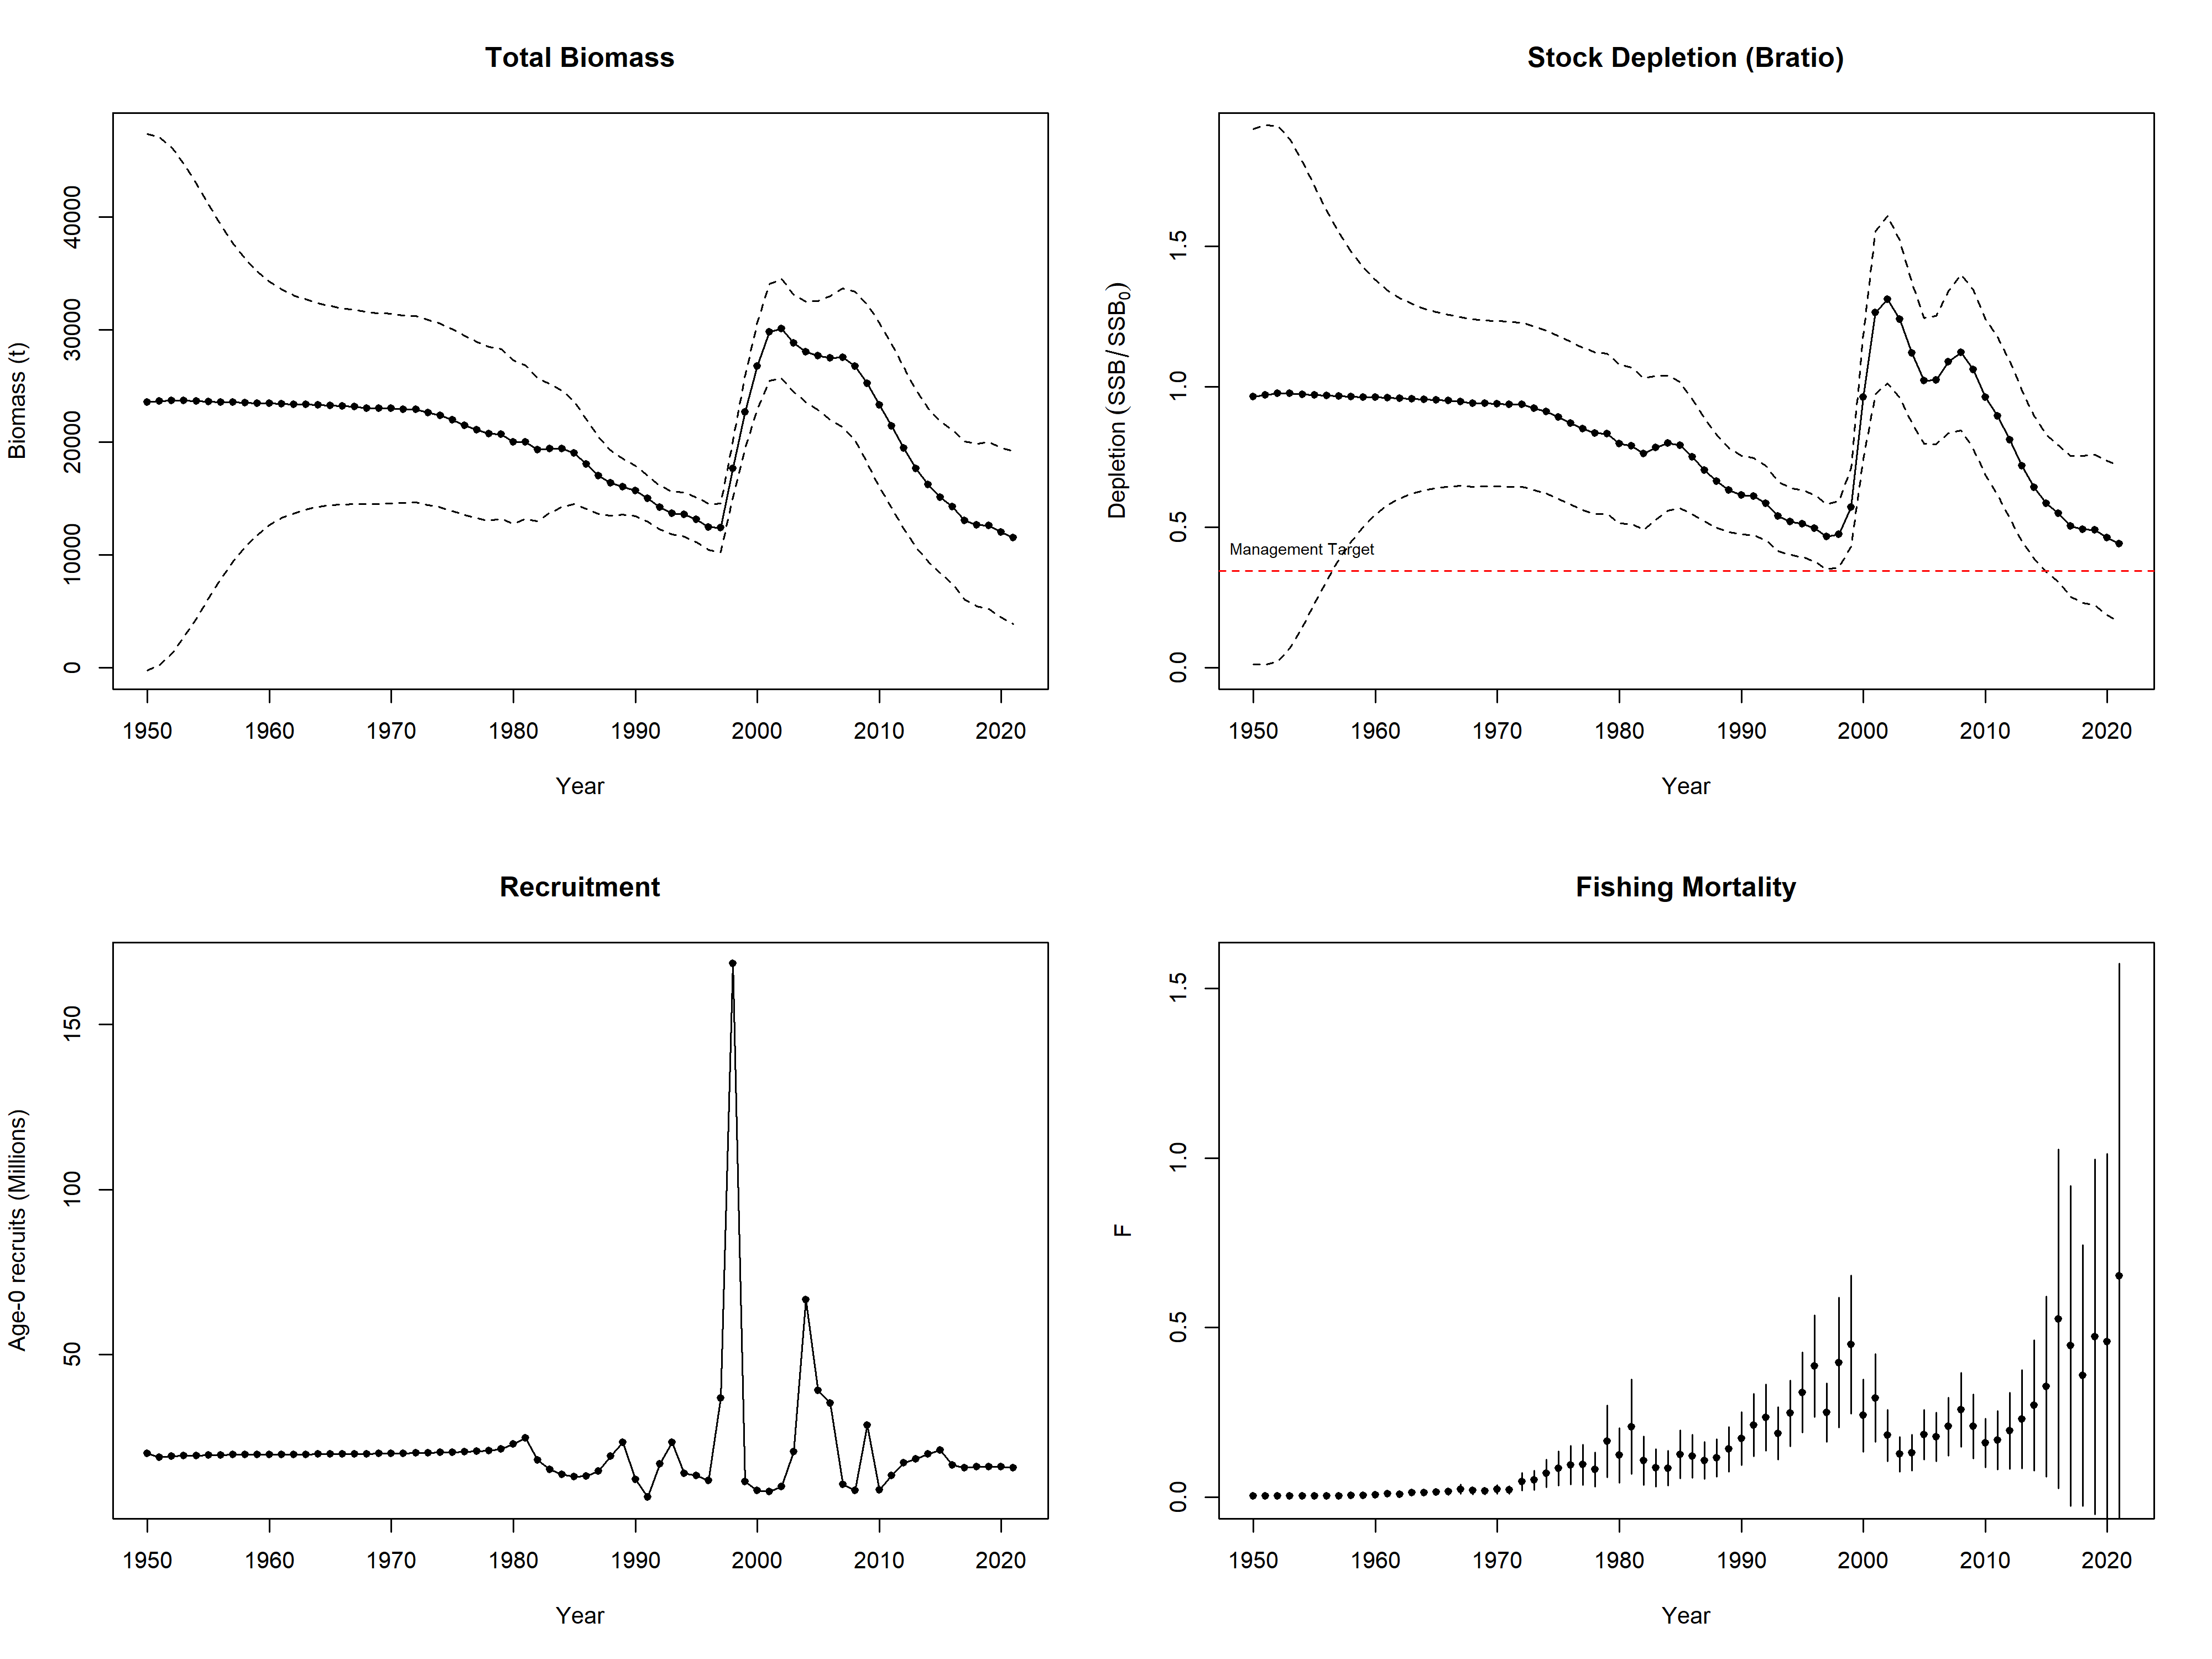 Total Biomass
Biomass (t)
40000
30000
20000
10000
0
1950 1960 1970 1980 1990 2000 2010 2020
Year
Stock Depletion (Bratio)
Depletion (SSB/SSB₀)
1.5
1.0
0.5
0.0
Management Target
1950 1960 1970 1980 1990 2000 2010 2020
Year
Recruitment
Age-0 recruits (Millions)
150
100
50
1950 1960 1970 1980 1990 2000 2010 2020
Year
Fishing Mortality
F
1.5
1.0
0.5
0.0
1950 1960 1970 1980 1990 2000 2010 2020
Year